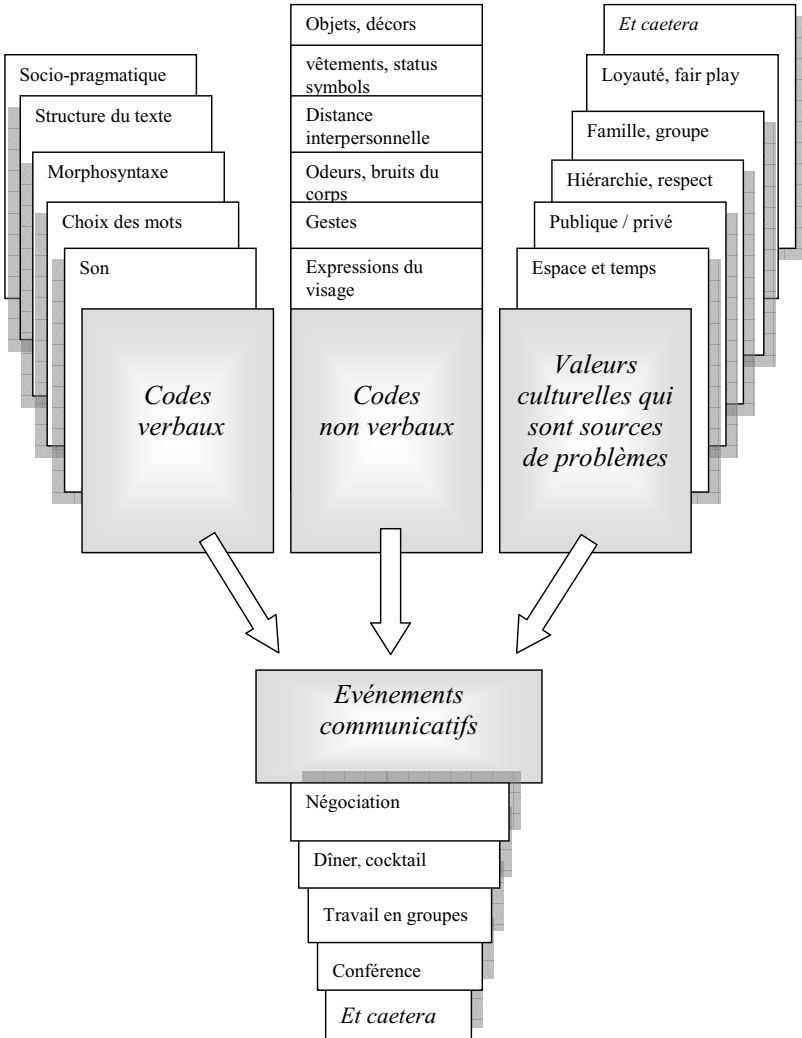 Socio-pragmatique
Structure du texte
Morphosyntaxe
Choix des mots
Son
Codes
verbaux
Objets, décors
vêtements, status
symbols
Distance
interpersonnelle
Odeurs, bruits du
corps
Gestes
Expressions du
visage
Codes
non verbaux
Et caetera
Loyauté, fair play
Famille, groupe
Hiérarchie, respect
Publique / privé
Espace et temps
Valeurs
culturelles qui
sont sources
de problèmes
Evénements
communicatifs
Négociation
Dîner, cocktail
Travail en groupes
Conférence
Et caetera